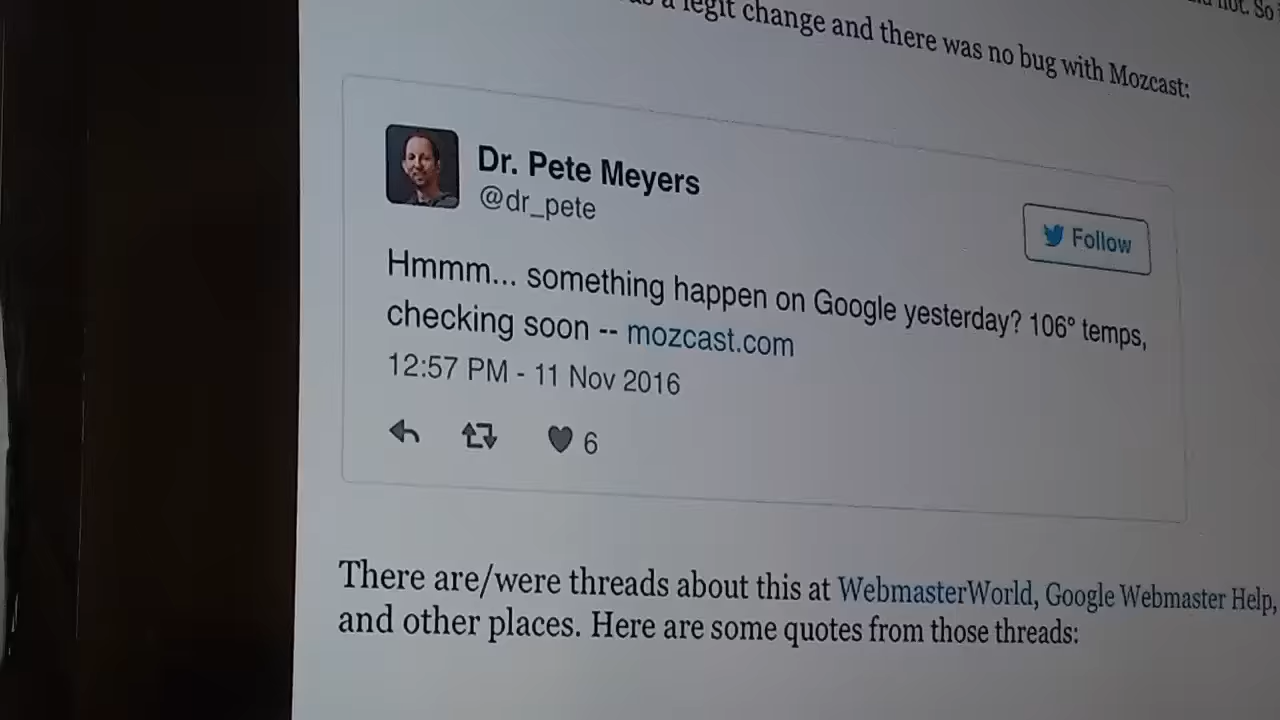 a legit change and there was no bug with Mozcast:
not. So
Dr. Pete Meyers
@dr_pete
Follow
Hmmm... something happen on Google yesterday? 106° temps,
checking soon -- mozcast.com
12:57 PM - 11 Nov 2016
6
There are/were threads about this at WebmasterWorld, Google Webmaster Help,
and other places. Here are some quotes from those threads: